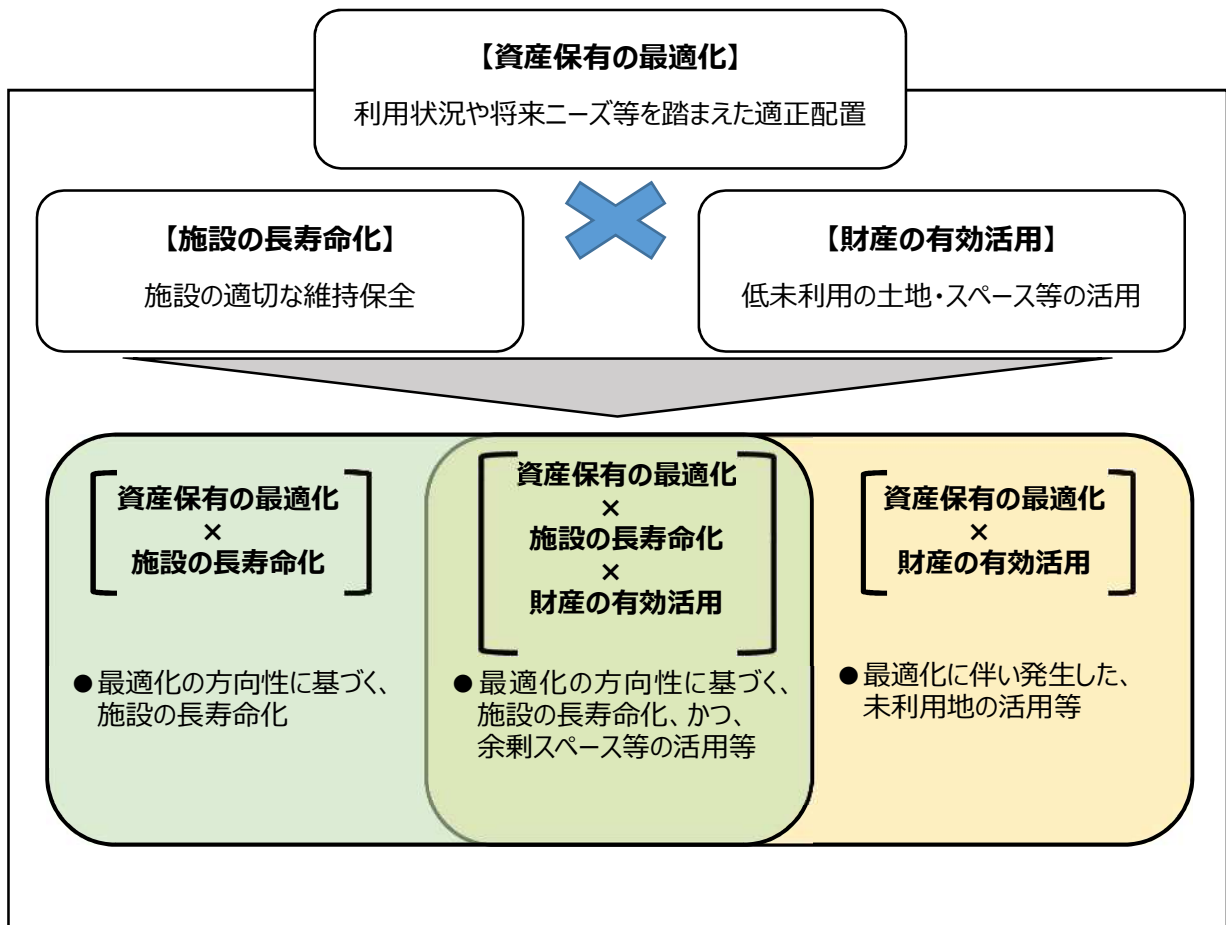 【資産保有の最適化】
利用状況や将来ニーズ等を踏まえた適正配置
【施設の長寿命化】
施設の適切な維持保全
【財産の有効活用】
低未利用の土地・スペース等の活用
資産保有の最適化
×
施設の長寿命化
●最適化の方向性に基づく、
施設の長寿命化
資産保有の最適化
×
施設の長寿命化
×
財産の有効活用
●最適化の方向性に基づく、
施設の長寿命化、かつ、
余剰スペース等の活用等
資産保有の最適化
×
財産の有効活用
●最適化に伴い発生した、
未利用地の活用等